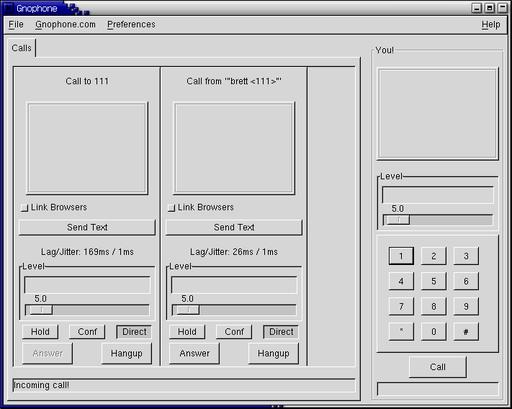 Gnophone
File Gnophone.com Preferences Help
Calls
You!
Call to 111
Call from '"brett <111>"'
Link Browsers
Link Browsers
Send Text
Send Text
Lag/Jitter: 169ms / 1ms
Lag/Jitter: 26ms / 1ms
Level
5.0
Level
5.0
Hold Conf Direct
Hold Conf Direct
Answer Hangup
Answer Hangup
Level
5.0
1 2 3
4 5 6
7 8 9
* 0 #
Call
Incoming call!